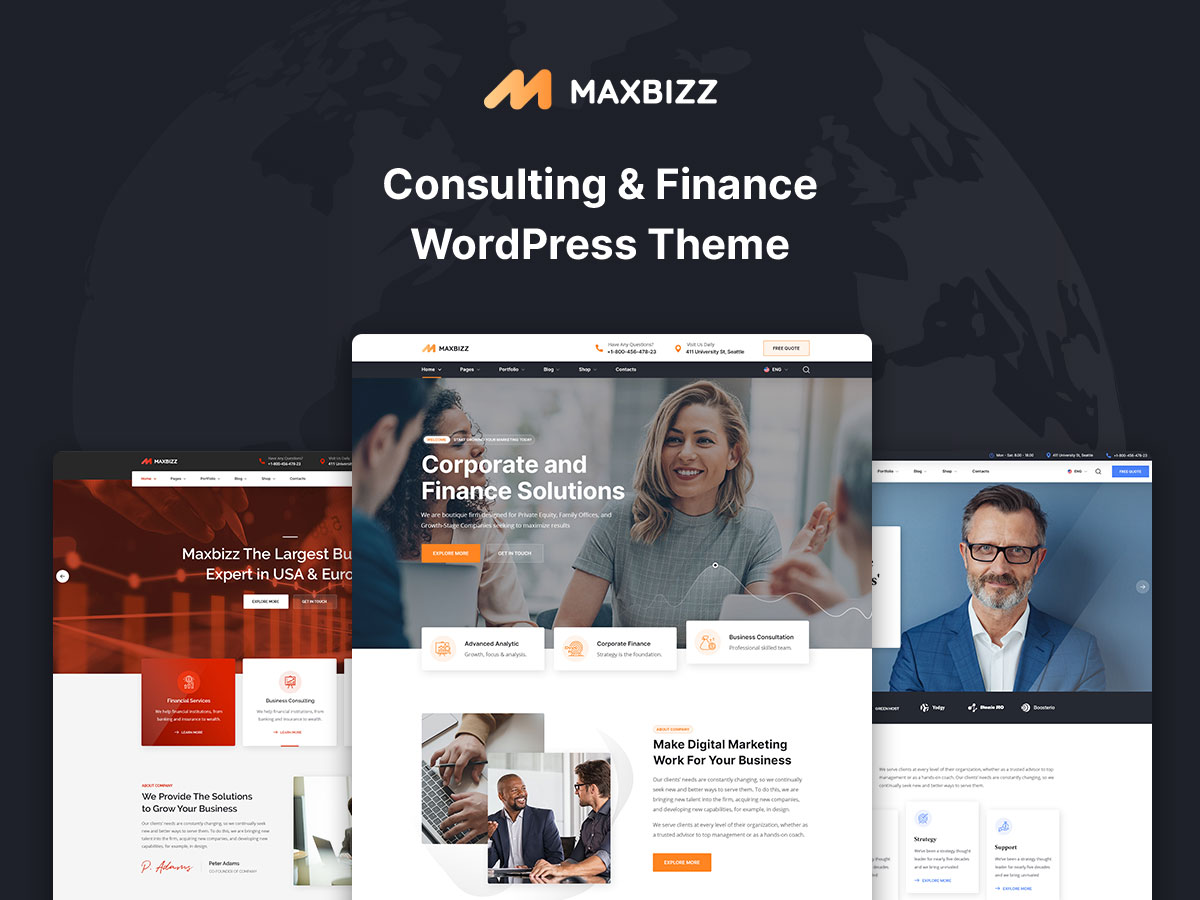 MAXBIZZ
Consulting & Finance
WordPress Theme
MAXBIZZ
Have Any Questions?
+1-800-456-478-23
Visit Us Daily
411 University St, Seattle
FREE QUOTE
Home
Pages
Portfolio
Blog
Shop
Contacts
ENG
WELCOME
START GROWING YOUR MARKETING TODAY
Corporate and
Finance Solutions
We are boutique firm designed for Private Equity, Family Offices, and
Growth-Stage Companies seeking to maximize results
EXPLORE MORE
GET IN TOUCH
Advanced Analytic
Growth, focus & analysis.
Corporate Finance
Strategy is the foundation.
Business Consultation
Professional skilled team.
ABOUT COMPANY
Make Digital Marketing
Work For Your Business
Our clients' needs are constantly changing, so we continually
seek new and better ways to serve them. To do this, we are
bringing new talent into the firm, acquiring new companies,
and developing new capabilities, for example, in design.
We serve clients at every level of their organization, whether as
a trusted advisor to top management or as a hands-on coach.
EXPLORE MORE
MAXBIZZ
Have Any Questions?
+1-800-456-478-23
Visit Us Daily
411 Univers
Home
Pages
Portfolio
Blog
Shop
Contacts
Maxbizz The Largest Bu
Expert in USA & Euro
EXPLORE MORE
GET IN TOUCH
Financial Services
We help financial institutions, from
banking and insurance to wealth.
LEARN MORE
Business Consulting
We help financial institutions, from
banking and insurance to wealth.
LEARN MORE
ABOUT COMPANY
We Provide The Solutions
to Grow Your Business
Our clients' needs are constantly changing, so we continually seek
new and better ways to serve them. To do this, we are bringing new
talent into the firm, acquiring new companies, and developing new
capabilities, for example, in design.
P. Adams
Peter Adams
CO-FOUNDER OF COMPANY
Mon - Sat: 8.00 - 18.00
411 University St, Seattle
+1-800-456-478-23
Portfolio
Blog
Shop
Contacts
ENG
FREE QUOTE
s'
GREEN HOST
Yodgy
Phoenix PRO
Boosterio
We serve clients at every level of their organization, whether as a trusted advisor to top
management or as a hands-on coach. Our clients' needs are constantly changing, so we
continually seek new and better ways to serve them.
Strategy
We've been a strategy thought
leader for nearly five decades
and we bring unrivaled
EXPLORE MORE
Support
We've been a strategy thought
leader for nearly five decades
and we bring unrivaled
EXPLORE MORE